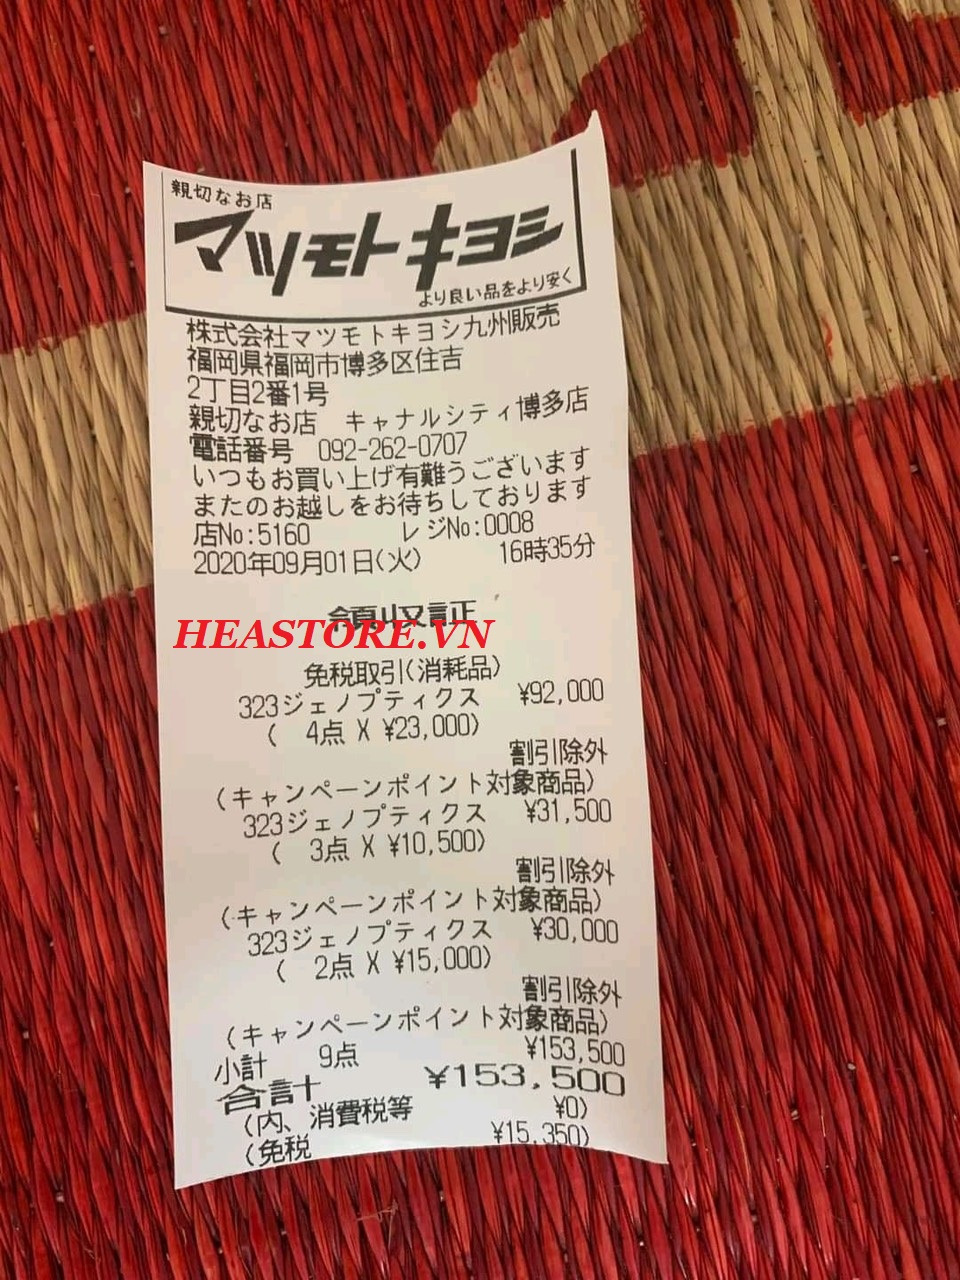 親切なお店
マツモトキヨシ
より良い品をより安く
株式会社マツモトキヨシ九州販売
福岡県福岡市博多区住吉
2丁目2番1号
親切なお店 キャナルシティ博多店
電話番号 092-262-0707
いつもお買い上げ有難うございます
またのお越しをお待ちしております
店No:5160 レジNo:0008
2020年09月01日(火) 16時35分
領収証
HEASTORE.VN
免税取引(消耗品)
323ジェノプティクス ¥92,000
( 4点 X ¥23,000)
割引除外
(キャンペーンポイント対象商品)
323ジェノプティクス ¥31,500
( 3点 X ¥10,500)
割引除外
(キャンペーンポイント対象商品)
323ジェノプティクス ¥30,000
( 2点 X ¥15,000)
割引除外
(キャンペーンポイント対象商品)
小計 9点 ¥153,500
合計 ¥153,500
(内、消費税等 ¥0)
(免税 ¥15,350)